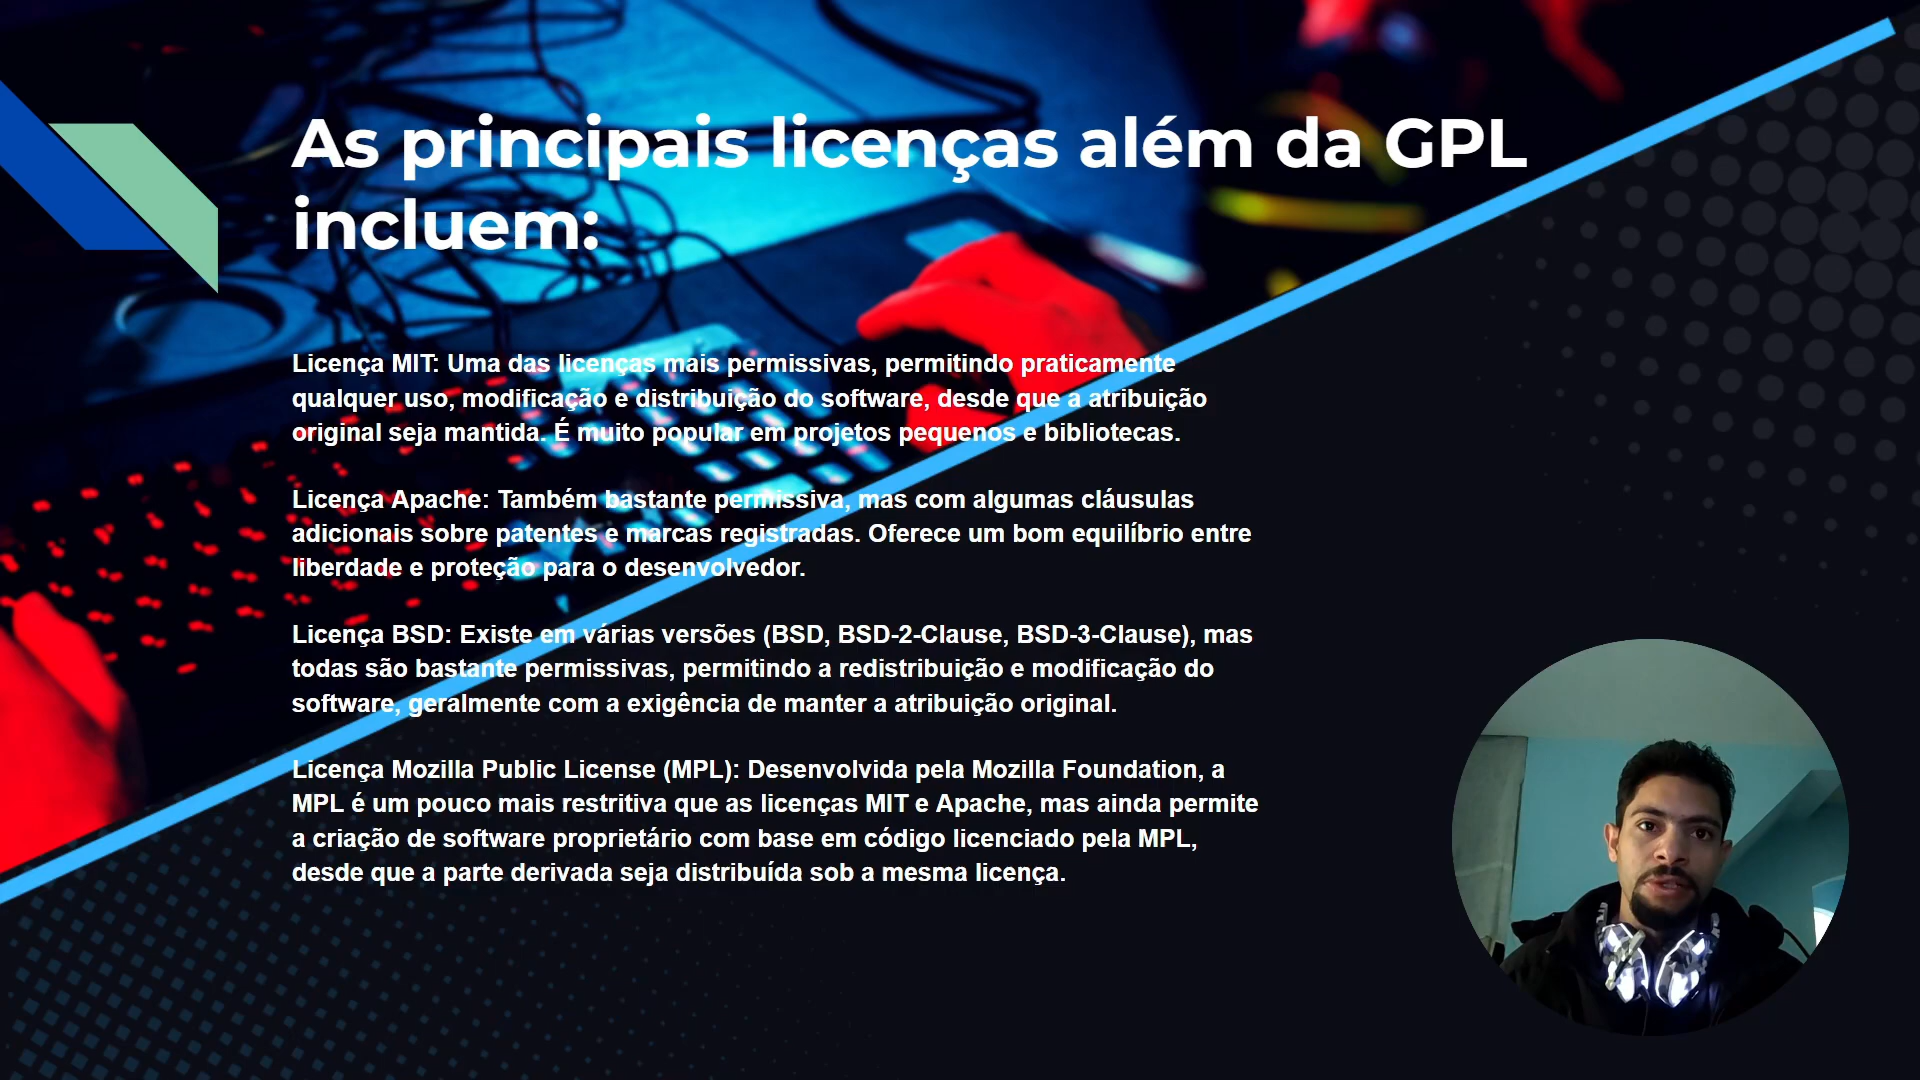 As principais licenças além da GPL
incluem:
Licença MIT: Uma das licenças mais permissivas, permitindo praticamente
qualquer uso, modificação e distribuição do software, desde que a atribuição
original seja mantida. É muito popular em projetos pequenos e bibliotecas.
Licença Apache: Também bastante permissiva, mas com algumas cláusulas
adicionais sobre patentes e marcas registradas. Oferece um bom equilíbrio entre
liberdade e proteção para o desenvolvedor.
Licença BSD: Existe em várias versões (BSD, BSD-2-Clause, BSD-3-Clause), mas
todas são bastante permissivas, permitindo a redistribuição e modificação do
software, geralmente com a exigência de manter a atribuição original.
Licença Mozilla Public License (MPL): Desenvolvida pela Mozilla Foundation, a
MPL é um pouco mais restritiva que as licenças MIT e Apache, mas ainda permite
a criação de software proprietário com base em código licenciado pela MPL,
desde que a parte derivada seja distribuída sob a mesma licença.